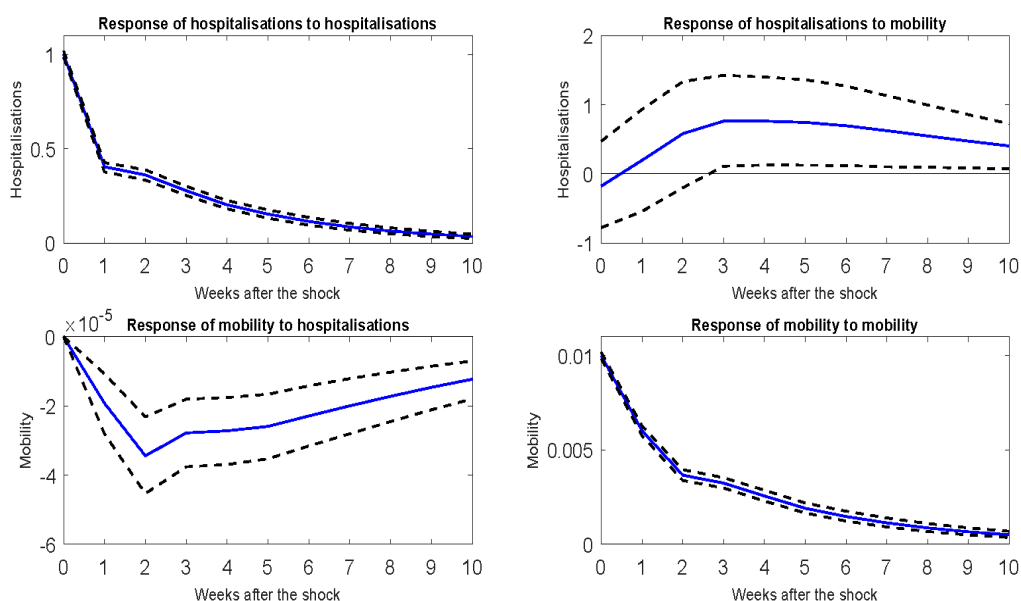 Response of hospitalisations to hospitalisations
1
0.5
0
Hospitalisations
0 1 2 3 4 5 6 7 8 9 10
Weeks after the shock
Response of hospitalisations to mobility
2
1
0
-1
Hospitalisations
0 1 2 3 4 5 6 7 8 9 10
Weeks after the shock
×10-5
Response of mobility to hospitalisations
0
-2
-4
-6
Mobility
0 1 2 3 4 5 6 7 8 9 10
Weeks after the shock
Response of mobility to mobility
0.01
0.005
0
Mobility
0 1 2 3 4 5 6 7 8 9 10
Weeks after the shock